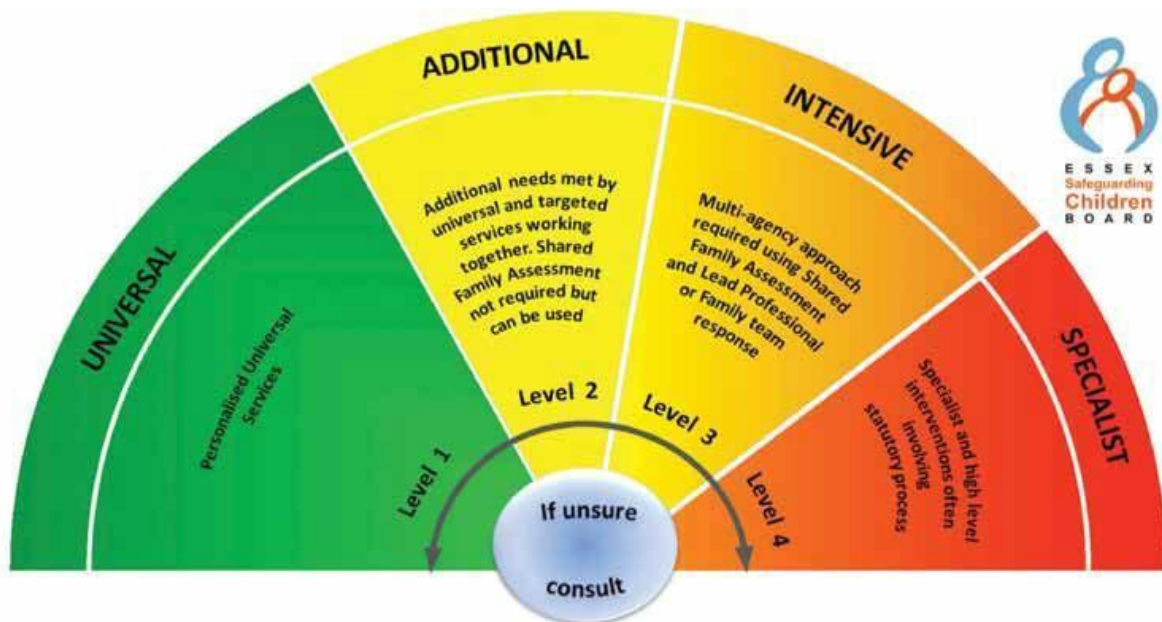 UNIVERSAL
Personalised Universal
Services
Level 1
ADDITIONAL
Additional needs met by
universal and targeted
services working
together. Shared
Family Assessment
not required but
can be used
Level 2
INTENSIVE
Multi-agency approach
required using Shared
Family Assessment
and Lead Professional
or Family team
response
Level 3
SPECIALIST
Specialist and high level
interventions often
involving
statutory process
Level 4
If unsure
consult
ESSEX
Safeguarding
Children
BOARD